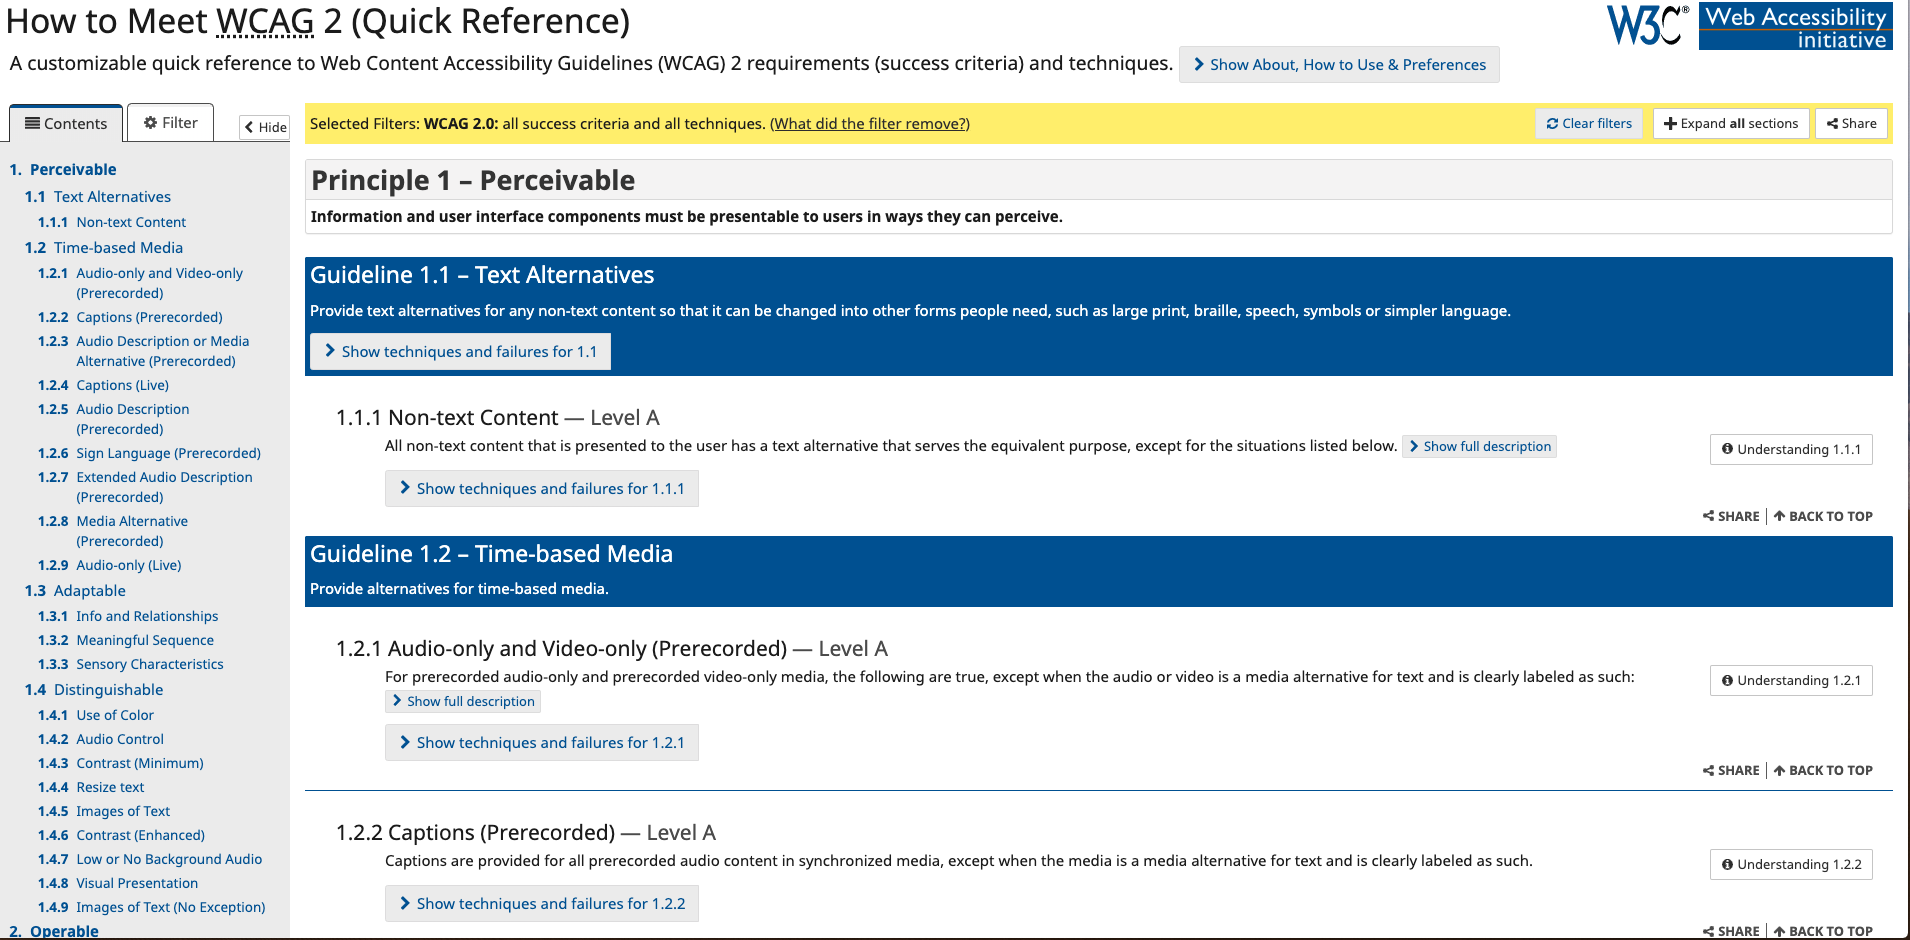 How to Meet WCAG 2 (Quick Reference)
W3C®
Web Accessibility
initiative
A customizable quick reference to Web Content Accessibility Guidelines (WCAG) 2 requirements (success criteria) and techniques.
Show About, How to Use & Preferences
Contents
Filter
Hide
1. Perceivable
1.1 Text Alternatives
1.1.1 Non-text Content
1.2 Time-based Media
1.2.1 Audio-only and Video-only
(Prerecorded)
1.2.2 Captions (Prerecorded)
1.2.3 Audio Description or Media
Alternative (Prerecorded)
1.2.4 Captions (Live)
1.2.5 Audio Description
(Prerecorded)
1.2.6 Sign Language (Prerecorded)
1.2.7 Extended Audio Description
(Prerecorded)
1.2.8 Media Alternative
(Prerecorded)
1.2.9 Audio-only (Live)
1.3 Adaptable
1.3.1 Info and Relationships
1.3.2 Meaningful Sequence
1.3.3 Sensory Characteristics
1.4 Distinguishable
1.4.1 Use of Color
1.4.2 Audio Control
1.4.3 Contrast (Minimum)
1.4.4 Resize text
1.4.5 Images of Text
1.4.6 Contrast (Enhanced)
1.4.7 Low or No Background Audio
1.4.8 Visual Presentation
1.4.9 Images of Text (No Exception)
2. Operable
Selected Filters: WCAG 2.0: all success criteria and all techniques. (What did the filter remove?)
Clear filters
Expand all sections
Share
Principle 1 – Perceivable
Information and user interface components must be presentable to users in ways they can perceive.
Guideline 1.1 – Text Alternatives
Provide text alternatives for any non-text content so that it can be changed into other forms people need, such as large print, braille, speech, symbols or simpler language.
Show techniques and failures for 1.1
1.1.1 Non-text Content — Level A
All non-text content that is presented to the user has a text alternative that serves the equivalent purpose, except for the situations listed below.
Show full description
Understanding 1.1.1
Show techniques and failures for 1.1.1
SHARE
BACK TO TOP
Guideline 1.2 – Time-based Media
Provide alternatives for time-based media.
1.2.1 Audio-only and Video-only (Prerecorded) — Level A
For prerecorded audio-only and prerecorded video-only media, the following are true, except when the audio or video is a media alternative for text and is clearly labeled as such:
Show full description
Understanding 1.2.1
Show techniques and failures for 1.2.1
SHARE
BACK TO TOP
1.2.2 Captions (Prerecorded) — Level A
Captions are provided for all prerecorded audio content in synchronized media, except when the media is a media alternative for text and is clearly labeled as such.
Understanding 1.2.2
Show techniques and failures for 1.2.2
SHARE
BACK TO TOP